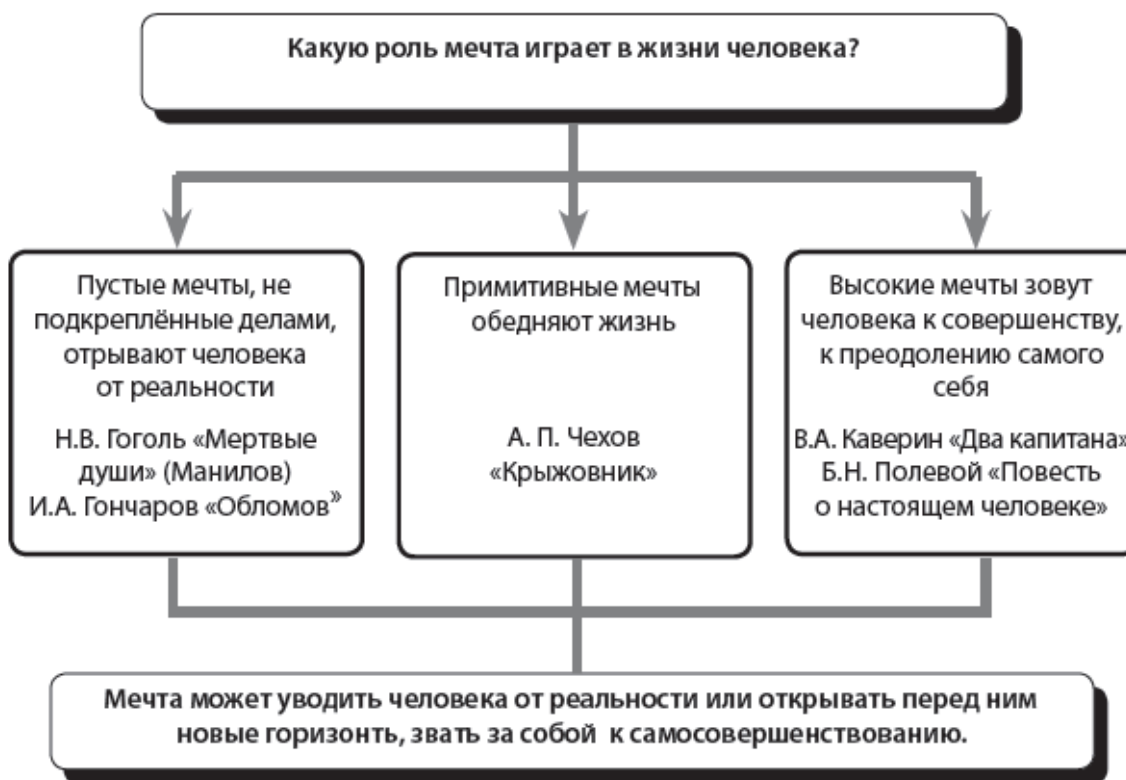 Какую роль мечта играет в жизни человека?
Пустые мечты, не
подкреплённые делами,
отрывают человека
от реальности
Н.В. Гоголь «Мертвые
души» (Манилов)
И.А. Гончаров «Обломов»
Примитивные мечты
обедняют жизнь
А. П. Чехов
«Крыжовник»
Высокие мечты зовут
человека к совершенству,
к преодолению самого
себя
В.А. Каверин «Два капитана»
Б.Н. Полевой «Повесть
о настоящем человеке»
Мечта может уводить человека от реальности или открывать перед ним
новые горизонть, звать за собой к самосовершенствованию.